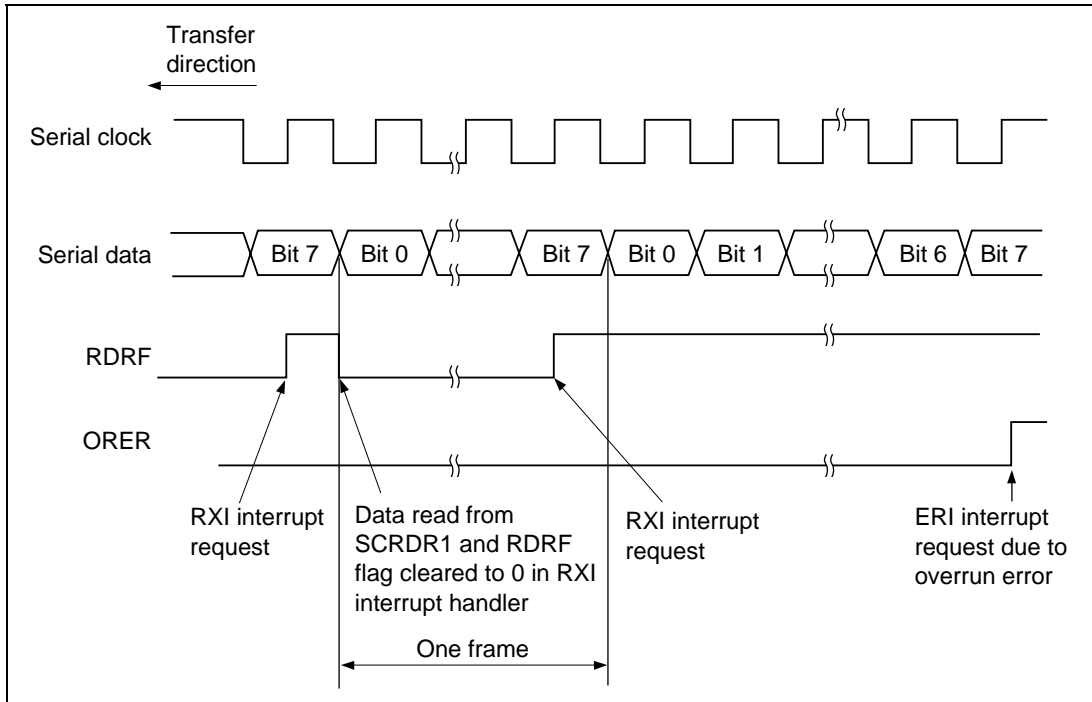 Transfer
direction
Serial clock
Serial data
Bit 7
Bit 0
Bit 7
Bit 0
Bit 1
Bit 6
Bit 7
RDRF
ORER
RXI interrupt
request
Data read from
SCRDR1 and RDRF
flag cleared to 0 in RXI
interrupt handler
RXI interrupt
request
ERI interrupt
request due to
overrun error
One frame